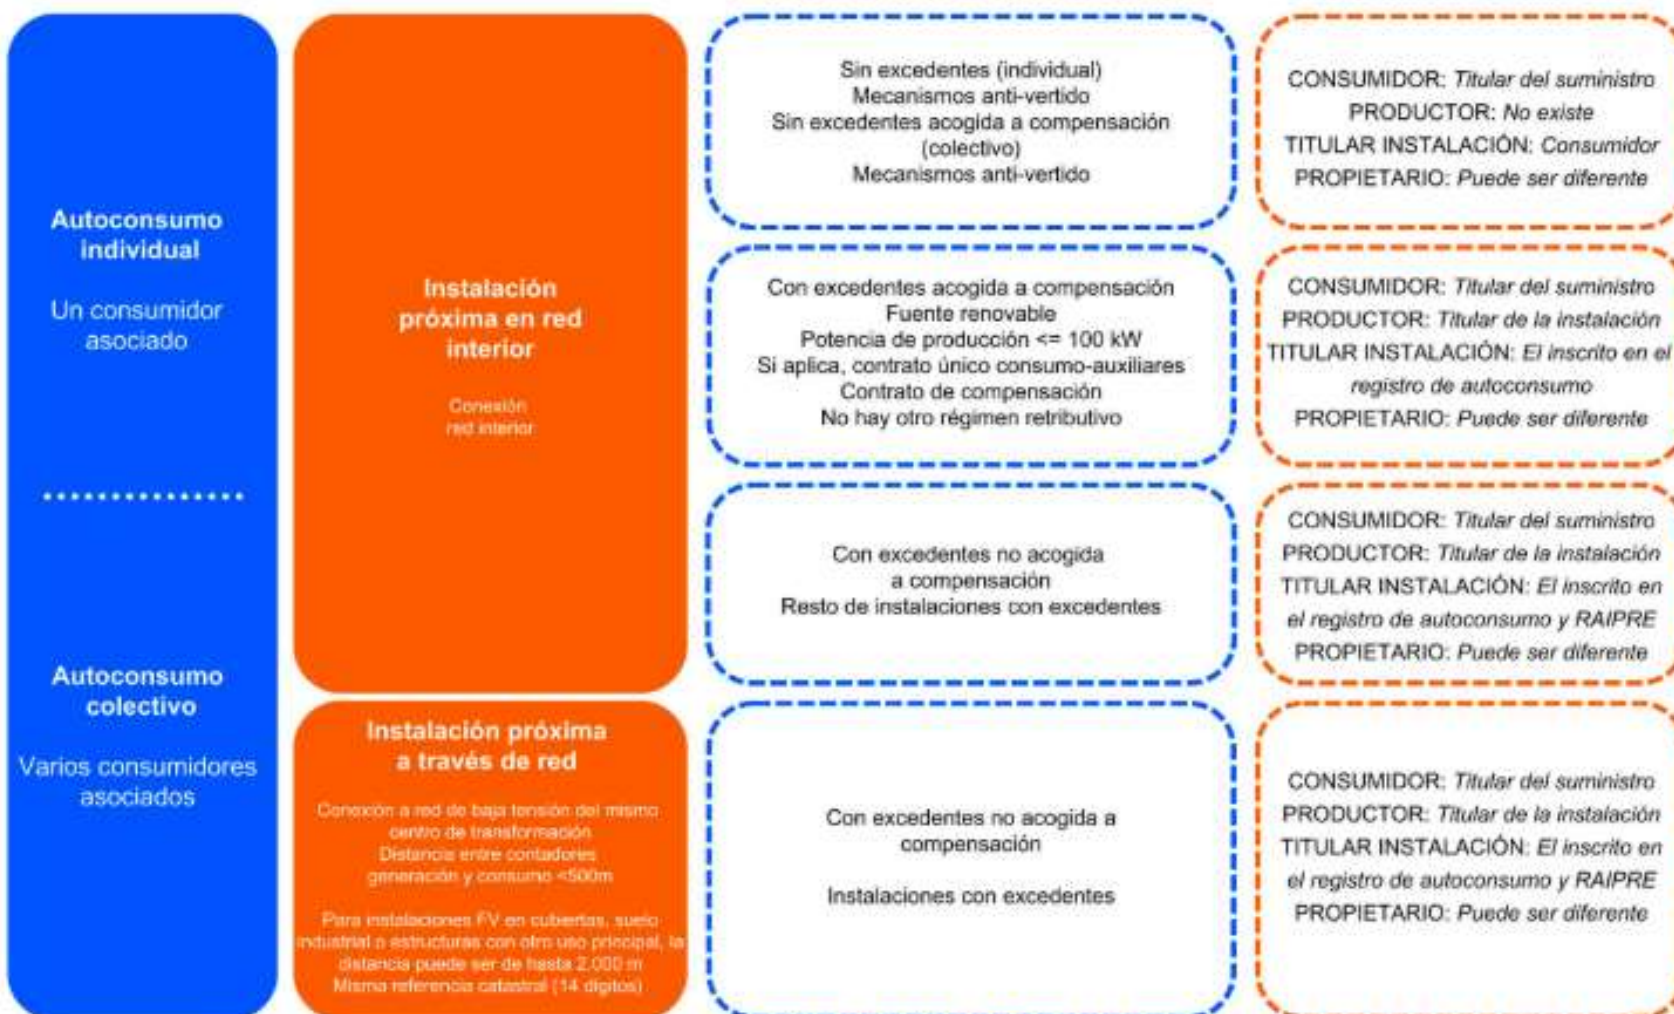 Autoconsumo
individual
Un consumidor
asociado
Autoconsumo
colectivo
Varios consumidores
asociados
Instalación
próxima en red
interior
Conexión
red interior
Instalación próxima
a través de red
Conexión a red de baja tensión del mismo
centro de transformación
Distancia entre contadores
generación y consumo <500m
Para instalaciones FV en cubiertas, suelo
industrial o estructuras con otro uso principal, la
distancia puede ser de hasta 2.000 m
Misma referencia catastral (14 dígitos)
Sin excedentes (individual)
Mecanismos anti-vertido
Sin excedentes acogida a compensación
(colectivo)
Mecanismos anti-vertido
CONSUMIDOR: Titular del suministro
PRODUCTOR: No existe
TITULAR INSTALACIÓN: Consumidor
PROPIETARIO: Puede ser diferente
Con excedentes acogida a compensación
Fuente renovable
Potencia de producción <= 100 kW
Si aplica, contrato único consumo-auxiliares
Contrato de compensación
No hay otro régimen retributivo
CONSUMIDOR: Titular del suministro
PRODUCTOR: Titular de la instalación
TITULAR INSTALACIÓN: El inscrito en el
registro de autoconsumo
PROPIETARIO: Puede ser diferente
Con excedentes no acogida
a compensación
Resto de instalaciones con excedentes
CONSUMIDOR: Titular del suministro
PRODUCTOR: Titular de la instalación
TITULAR INSTALACIÓN: El inscrito en
el registro de autoconsumo y RAIPRE
PROPIETARIO: Puede ser diferente
Con excedentes no acogida a
compensación
Instalaciones con excedentes
CONSUMIDOR: Titular del suministro
PRODUCTOR: Titular de la instalación
TITULAR INSTALACIÓN: El inscrito en
el registro de autoconsumo y RAIPRE
PROPIETARIO: Puede ser diferente